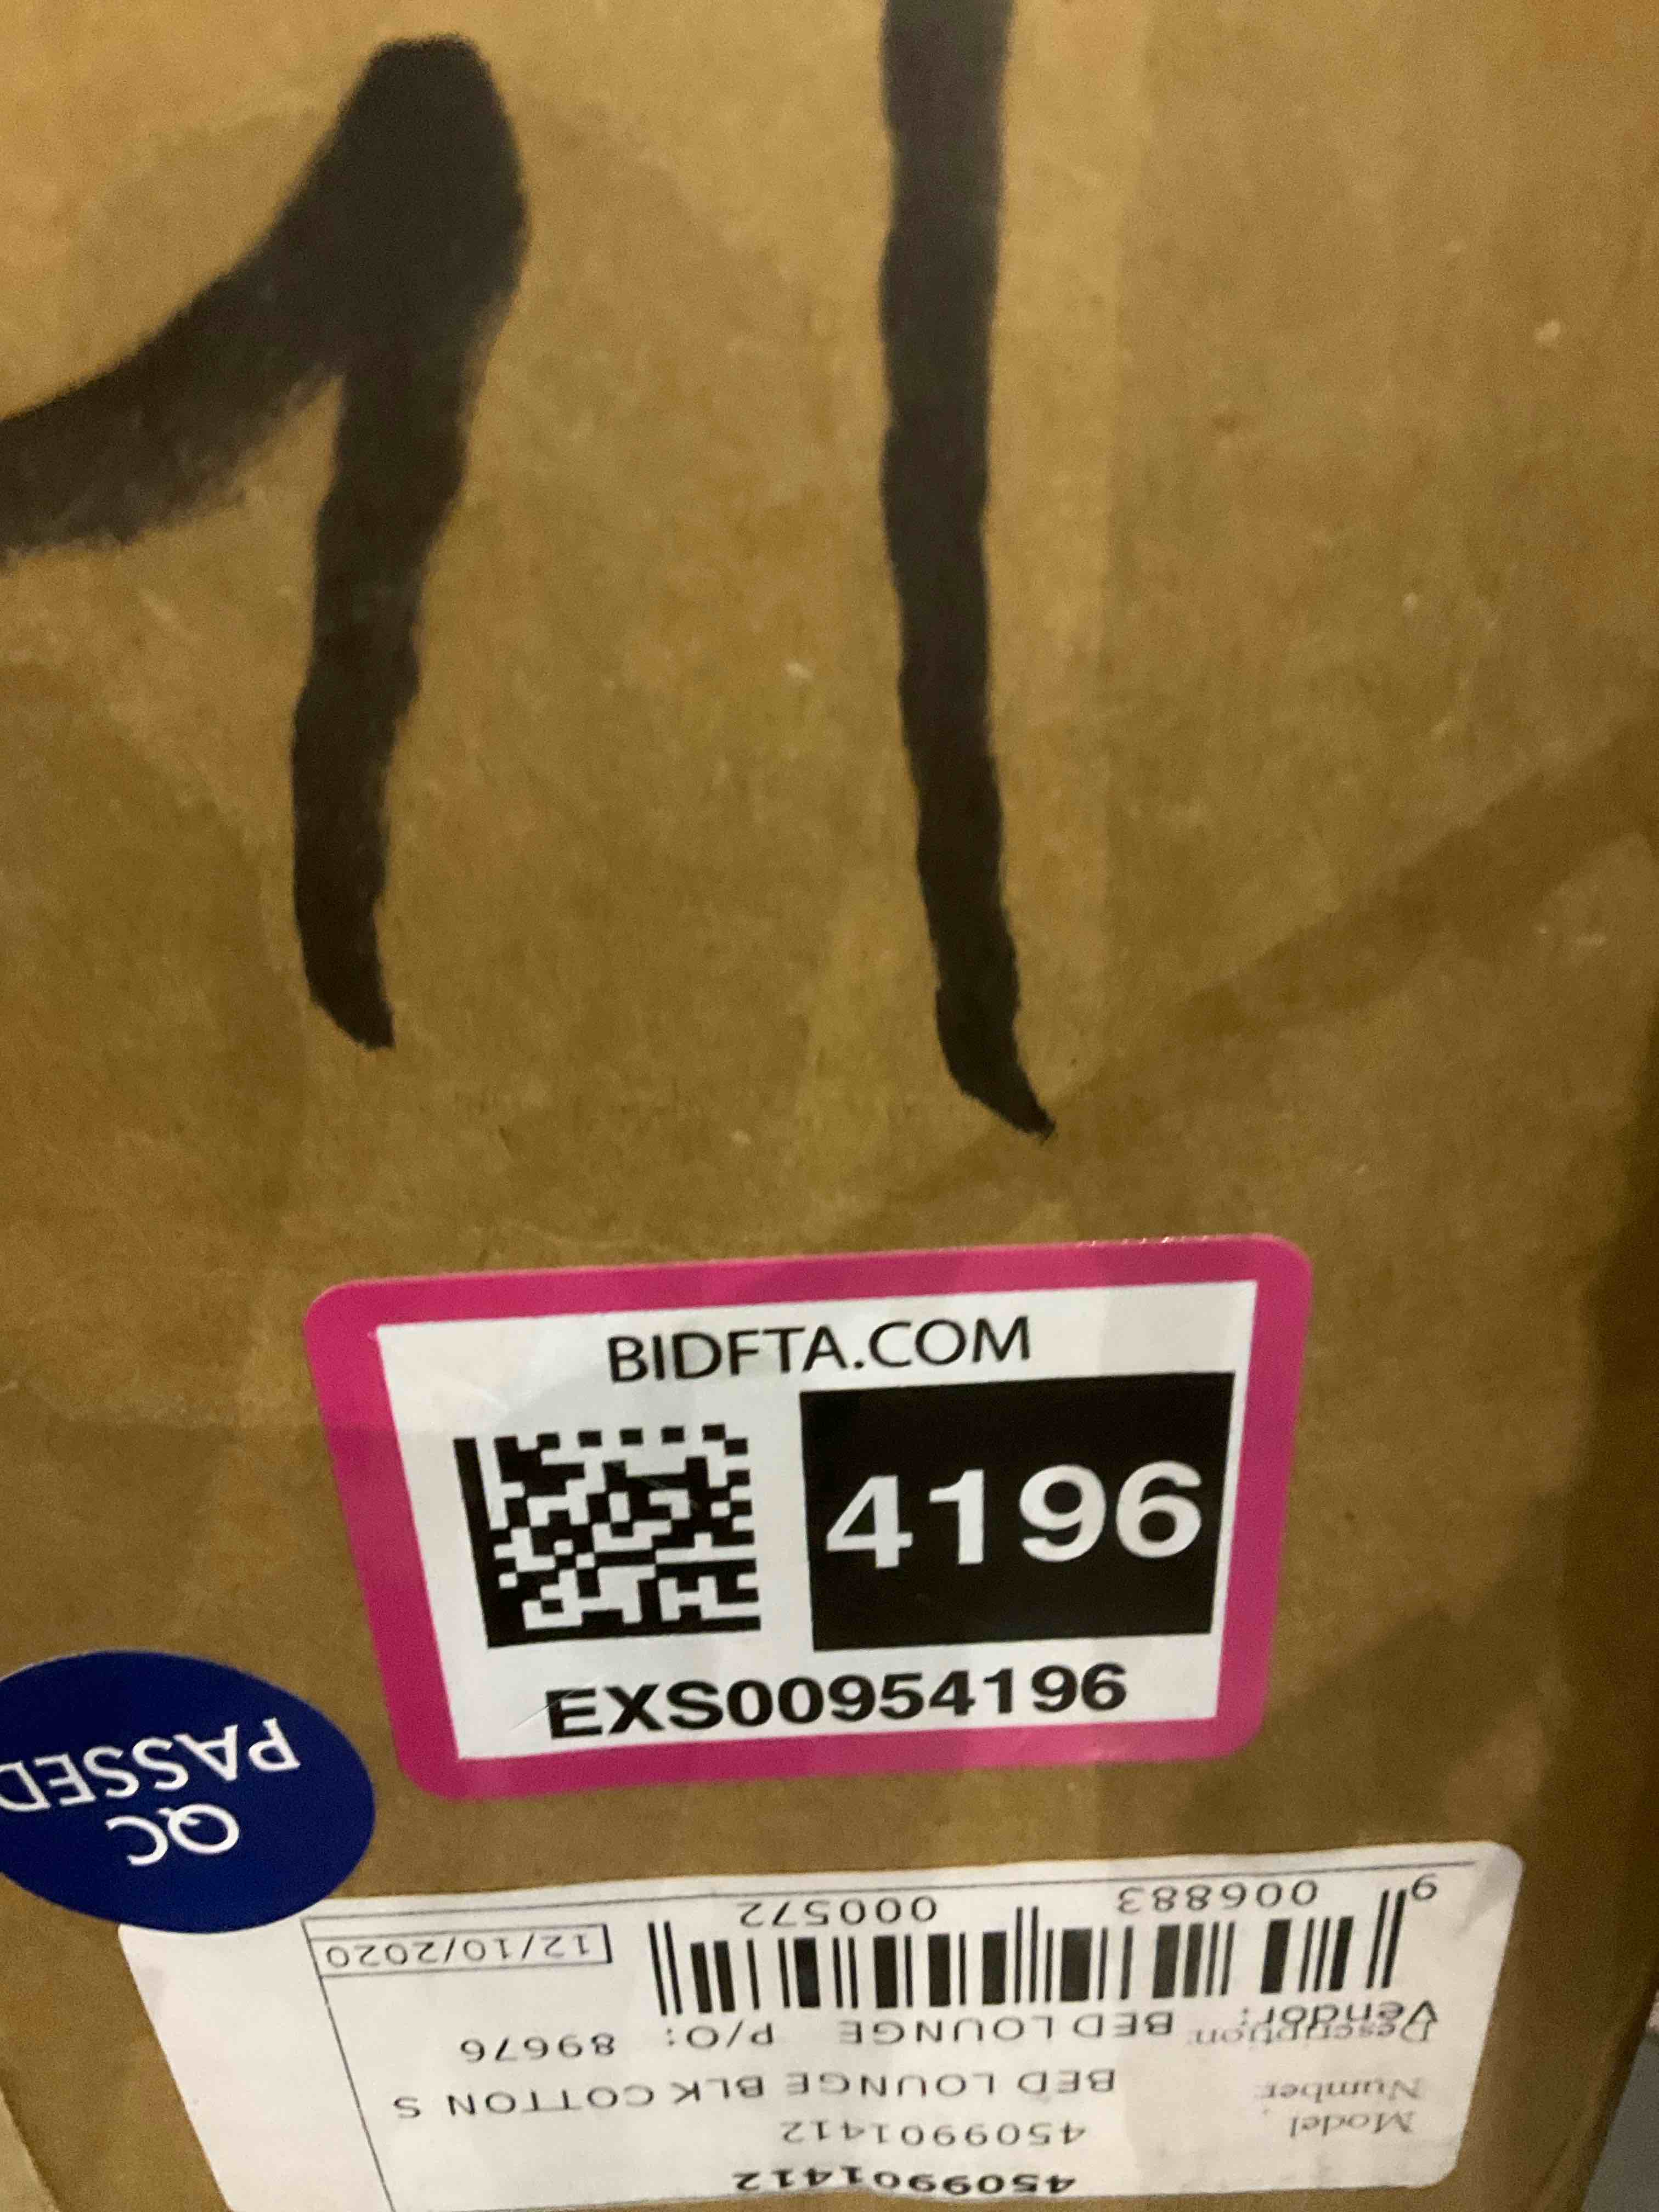 BIDFTA.COM
4196
EXS00954196
QC
PASSED
4509901412
Model Number 4509901412
BED LOUNGE BLK COTTON S
Description: BED LOUNGE P/O: 89676
Vendor:
9 006883 000572
12/10/2020